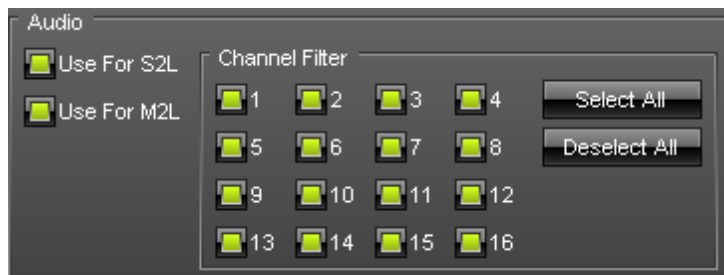 Audio
Use For S2L
Use For M2L
Channel Filter
1 2 3 4 Select All
5 6 7 8 Deselect All
9 10 11 12
13 14 15 16